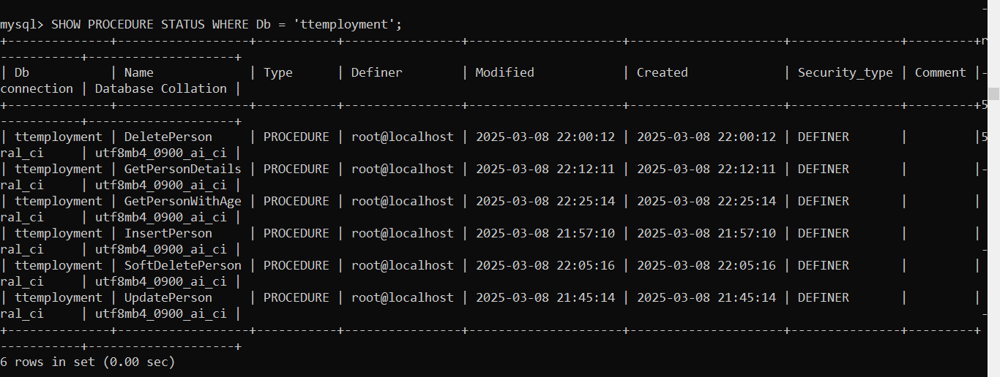 mysql> SHOW PROCEDURE STATUS WHERE Db = 'ttemployment';
+--------------+------------------+-----------+----------------+---------------------+---------------------+---------------+---------+
-----------+--------------------+
| Db           | Name             | Type      | Definer        | Modified            | Created             | Security_type | Comment |
connection | Database Collation |
+--------------+------------------+-----------+----------------+---------------------+---------------------+---------------+---------+
-----------+--------------------+
| ttemployment | DeletePerson     | PROCEDURE | root@localhost | 2025-03-08 22:00:12 | 2025-03-08 22:00:12 | DEFINER       |         |
ral_ci     | utf8mb4_0900_ai_ci |
| ttemployment | GetPersonDetails | PROCEDURE | root@localhost | 2025-03-08 22:12:11 | 2025-03-08 22:12:11 | DEFINER       |         |
ral_ci     | utf8mb4_0900_ai_ci |
| ttemployment | GetPersonWithAge | PROCEDURE | root@localhost | 2025-03-08 22:25:14 | 2025-03-08 22:25:14 | DEFINER       |         |
ral_ci     | utf8mb4_0900_ai_ci |
| ttemployment | InsertPerson     | PROCEDURE | root@localhost | 2025-03-08 21:57:10 | 2025-03-08 21:57:10 | DEFINER       |         |
ral_ci     | utf8mb4_0900_ai_ci |
| ttemployment | SoftDeletePerson | PROCEDURE | root@localhost | 2025-03-08 22:05:16 | 2025-03-08 22:05:16 | DEFINER       |         |
ral_ci     | utf8mb4_0900_ai_ci |
| ttemployment | UpdatePerson     | PROCEDURE | root@localhost | 2025-03-08 21:45:14 | 2025-03-08 21:45:14 | DEFINER       |         |
ral_ci     | utf8mb4_0900_ai_ci |
+--------------+------------------+-----------+----------------+---------------------+---------------------+---------------+---------+
-----------+--------------------+
6 rows in set (0.00 sec)